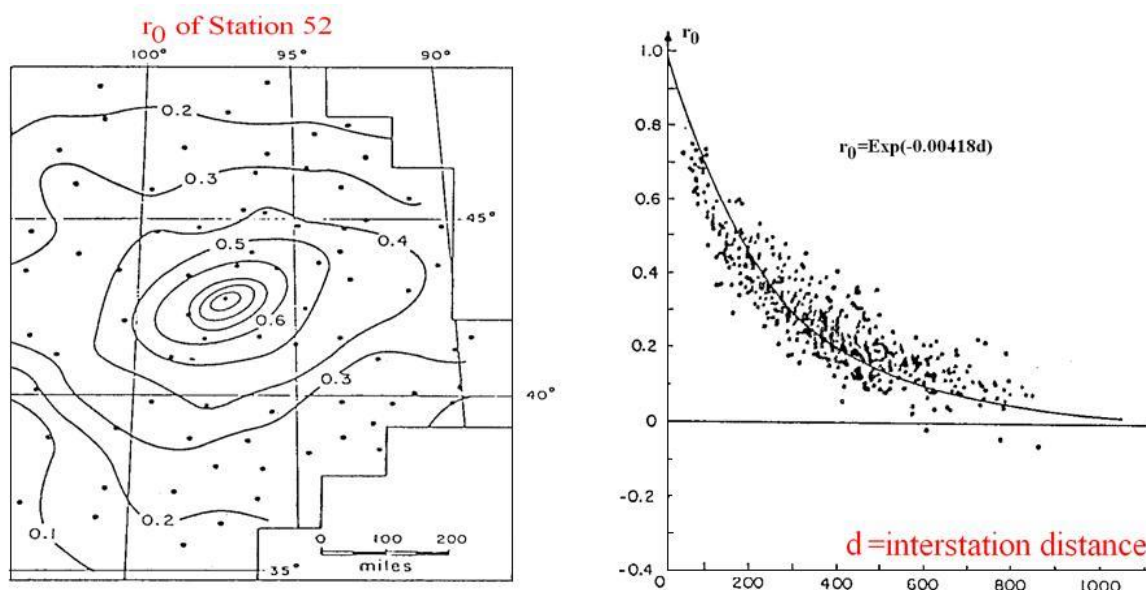 r0 of Station 52
100° 95° 90°
0.2
0.3
45°
0.4
0.5
0.6
0.3
40°
0.2
0.1
0 100 200
miles
35°
r0
1.0
0.8
r0=Exp(-0.00418d)
0.6
0.4
0.2
0
-0.2
d =interstation distance
-0.4
0 200 400 600 800 1000